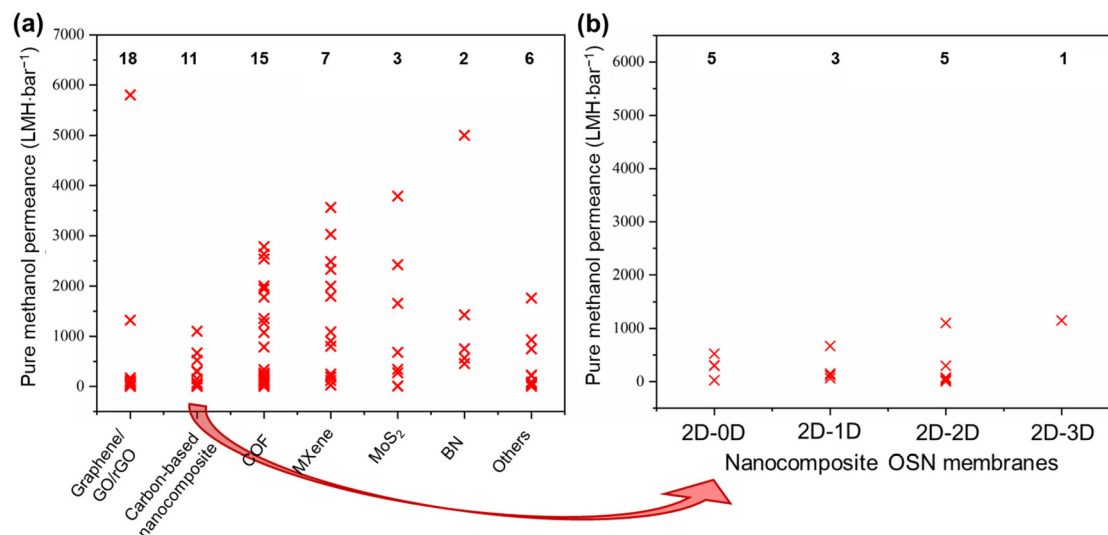 (a)
Pure methanol permeance (LMH·bar⁻¹)
7000
6000
5000
4000
3000
2000
1000
0
18
11
15
7
3
2
6
Graphene/
GO/rGO
Carbon-based
nanocomposite
COF
MXene
MoS₂
BN
Others
(b)
Pure methanol permeance (LMH·bar⁻¹)
6000
5000
4000
3000
2000
1000
0
5
3
5
1
2D-0D
2D-1D
2D-2D
2D-3D
Nanocomposite OSN membranes